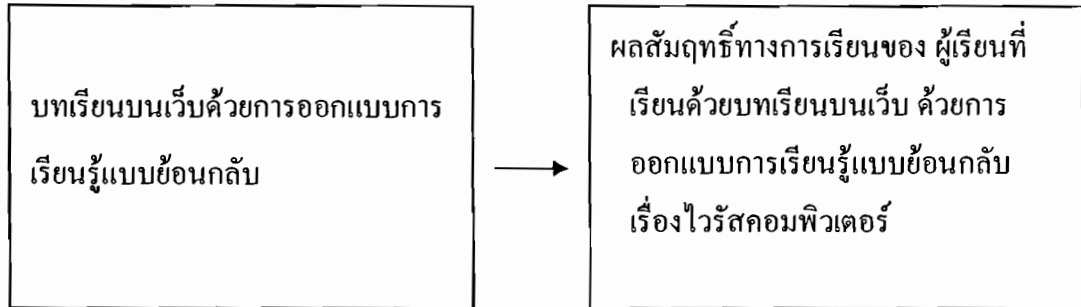 บทเรียนบนเว็บด้วยการออกแบบการ
เรียนรู้แบบย้อนกลับ
ผลสัมฤทธิ์ทางการเรียนของ ผู้เรียนที่
เรียนด้วยบทเรียนบนเว็บ ด้วยการ
ออกแบบการเรียนรู้แบบย้อนกลับ
เรื่องไวรัสคอมพิวเตอร์